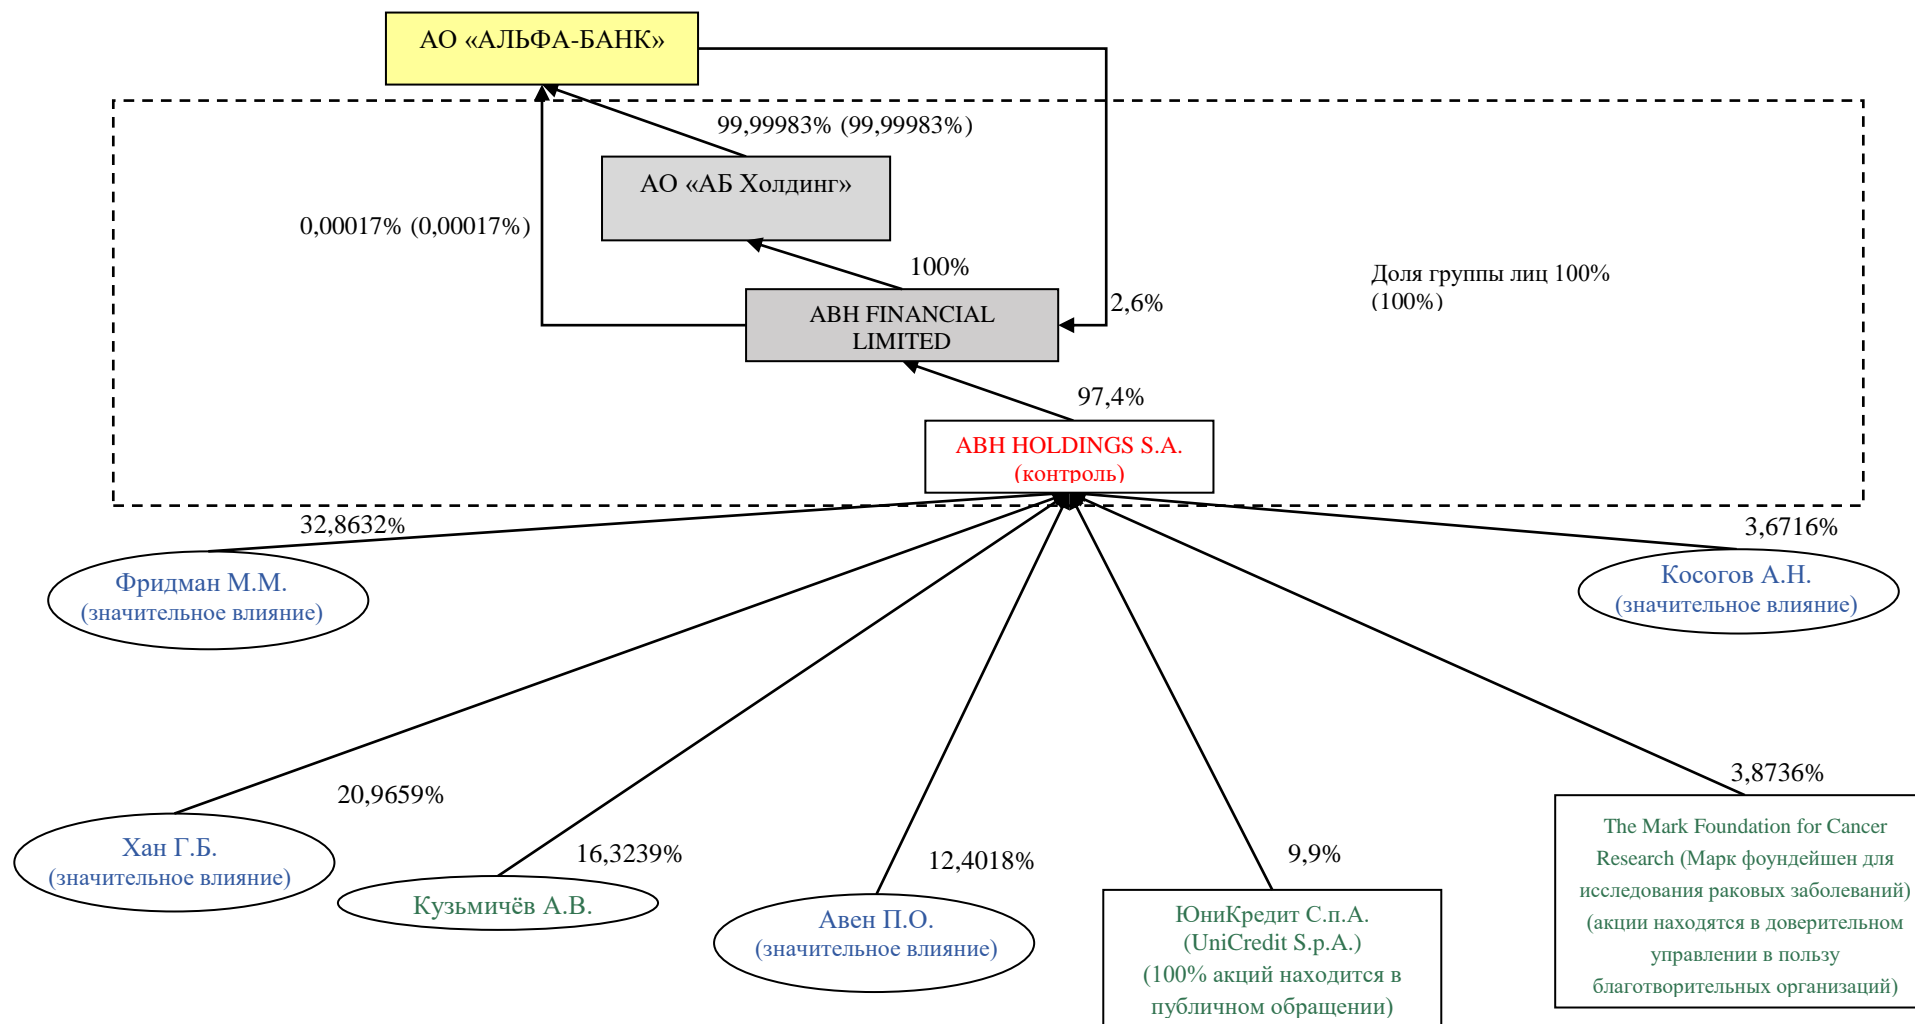 АО «АЛЬФА-БАНК»
99,99983% (99,99983%)
АО «АБ Холдинг»
0,00017% (0,00017%)
100%
Доля группы лиц 100%
(100%)
ABH FINANCIAL
LIMITED
2,6%
97,4%
ABH HOLDINGS S.A.
(контроль)
32,8632%
3,6716%
Фридман М.М.
(значительное влияние)
Косогов А.Н.
(значительное влияние)
20,9659%
3,8736%
Хан Г.Б.
(значительное влияние)
16,3239%
Кузьмичёв А.В.
12,4018%
Авен П.О.
(значительное влияние)
9,9%
ЮниКредит С.п.А.
(UniCredit S.p.A.)
(100% акций находится в
публичном обращении)
The Mark Foundation for Cancer
Research (Марк фоундейшен для
исследования раковых заболеваний)
(акции находятся в доверительном
управлении в пользу
благотворительных организаций)